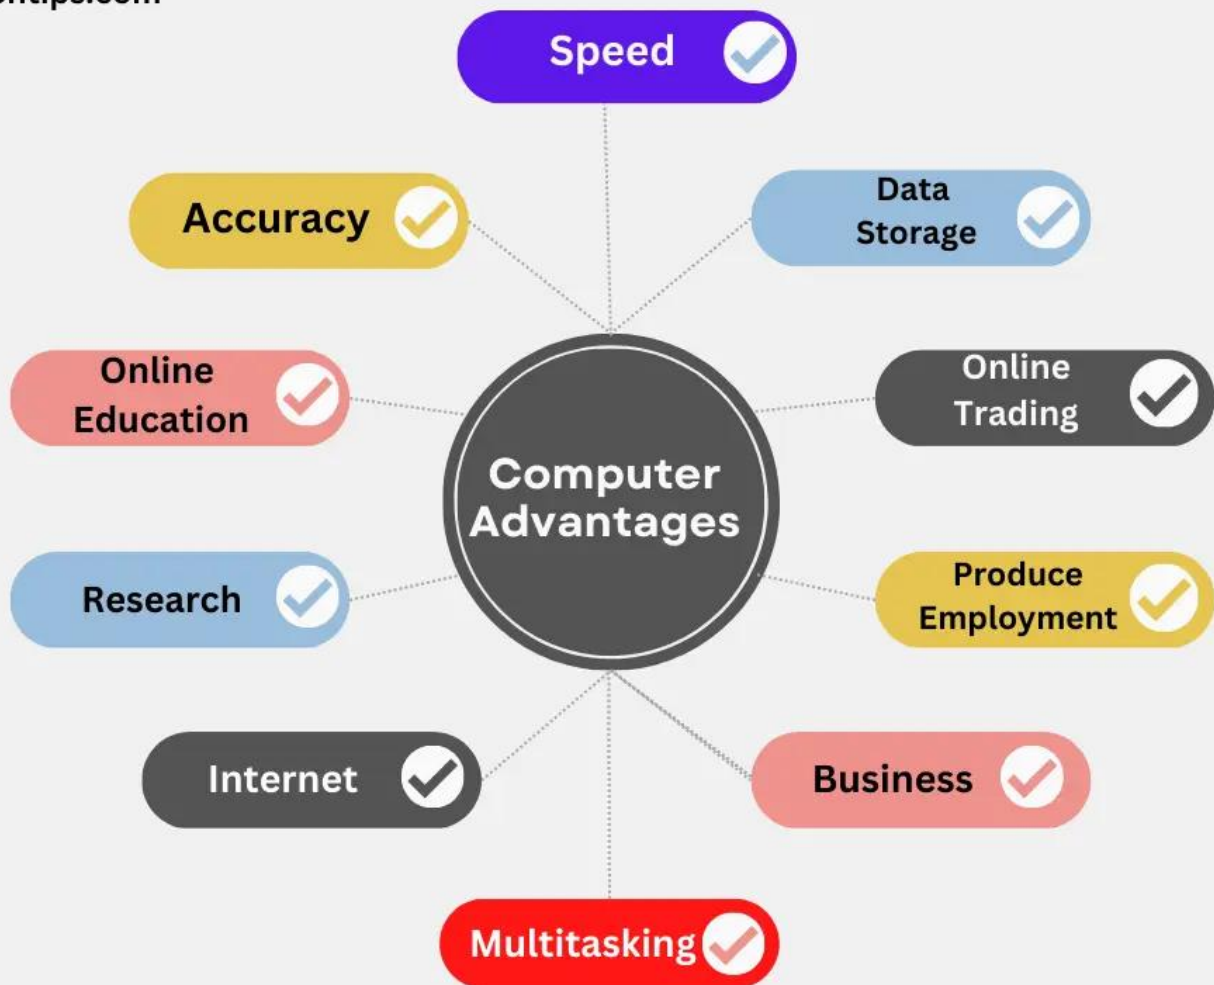 Speed
Accuracy
Data
Storage
Online
Education
Online
Trading
Computer
Advantages
Research
Produce
Employment
Internet
Business
Multitasking